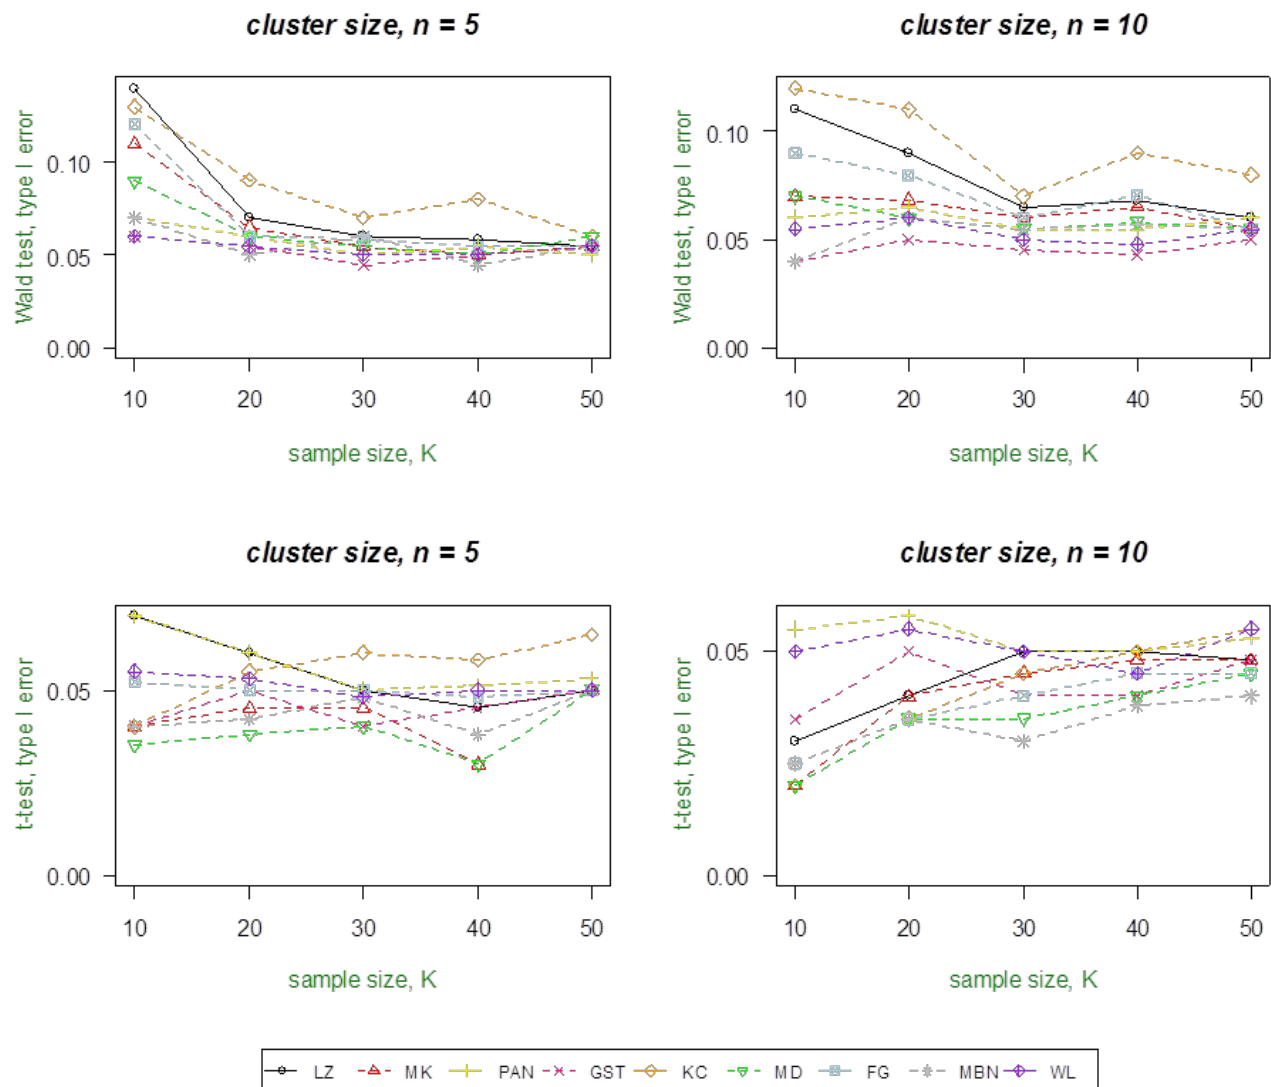 cluster size, n = 5
Wald test, type I error
0.10
0.05
0.00
10 20 30 40 50
sample size, K
cluster size, n = 10
Wald test, type I error
0.10
0.05
0.00
10 20 30 40 50
sample size, K
cluster size, n = 5
t-test, type I error
0.05
0.00
10 20 30 40 50
sample size, K
cluster size, n = 10
t-test, type I error
0.05
0.00
10 20 30 40 50
sample size, K
LZ MK PAN GST KC MD FG MBN WL